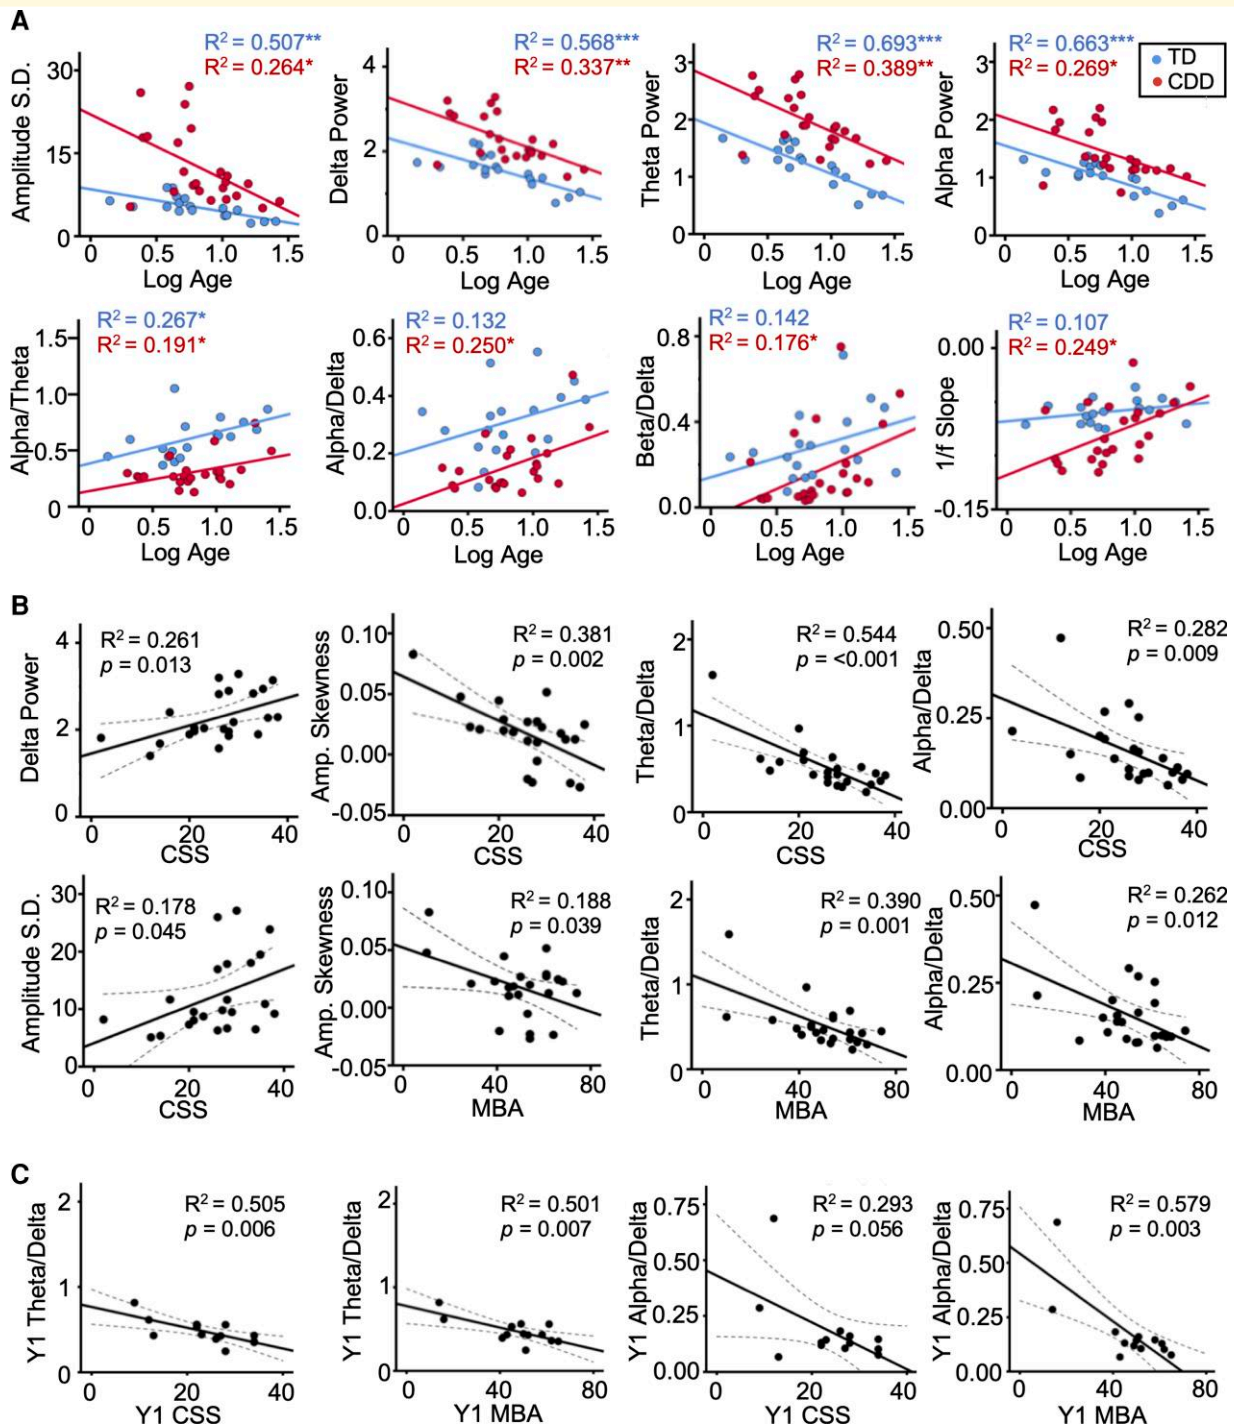 A
R² = 0.507**
R² = 0.264*
30
15
0
Amplitude S.D.
0 0.5 1.0 1.5
Log Age
R² = 0.568***
R² = 0.337**
4
2
0
Delta Power
0 0.5 1.0 1.5
Log Age
R² = 0.693***
R² = 0.389**
3
2
1
0
Theta Power
0 0.5 1.0 1.5
Log Age
R² = 0.663***
R² = 0.269*
3
2
1
0
Alpha Power
0 0.5 1.0 1.5
Log Age
TD
CDD
R² = 0.267*
R² = 0.191*
1.5
1.0
0.5
0
Alpha/Theta
0 0.5 1.0 1.5
Log Age
R² = 0.132
R² = 0.250*
0.6
0.4
0.2
0.0
Alpha/Delta
0 0.5 1.0 1.5
Log Age
R² = 0.142
R² = 0.176*
0.8
0.4
0.0
Beta/Delta
0 0.5 1.0 1.5
Log Age
R² = 0.107
R² = 0.249*
0.00
-0.15
1/f Slope
0 0.5 1.0 1.5
Log Age
B
R² = 0.261
p = 0.013
4
2
0
Delta Power
0 20 40
CSS
R² = 0.381
p = 0.002
0.10
0.05
0.00
-0.05
Amp. Skewness
0 20 40
CSS
R² = 0.544
p = <0.001
2
1
0
Theta/Delta
0 20 40
CSS
R² = 0.282
p = 0.009
0.50
0.25
0.00
Alpha/Delta
0 20 40
CSS
R² = 0.178
p = 0.045
30
20
10
0
Amplitude S.D.
0 20 40
CSS
R² = 0.188
p = 0.039
0.10
0.05
0.00
-0.05
Amp. Skewness
0 40 80
MBA
R² = 0.390
p = 0.001
2
1
0
Theta/Delta
0 40 80
MBA
R² = 0.262
p = 0.012
0.50
0.25
0.00
Alpha/Delta
0 40 80
MBA
C
R² = 0.505
p = 0.006
2
1
0
Y1 Theta/Delta
0 20 40
Y1 CSS
R² = 0.501
p = 0.007
2
1
0
Y1 Theta/Delta
0 40 80
Y1 MBA
R² = 0.293
p = 0.056
0.75
0.50
0.25
0.00
Y1 Alpha/Delta
0 20 40
Y1 CSS
R² = 0.579
p = 0.003
0.75
0.50
0.25
0.00
Y1 Alpha/Delta
0 40 80
Y1 MBA